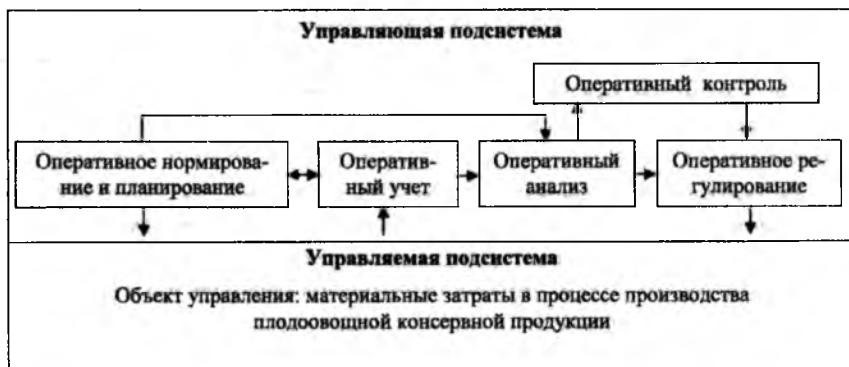 Управляющая подсистема
Оперативный контроль
Оперативное нормирова-
ние и планирование
Оператив-
ный учет
Оперативный
анализ
Оперативное ре-
гулирование
Управляемая подсистема
Объект управления: материальные затраты в процессе производства
плодоовощной консервной продукции